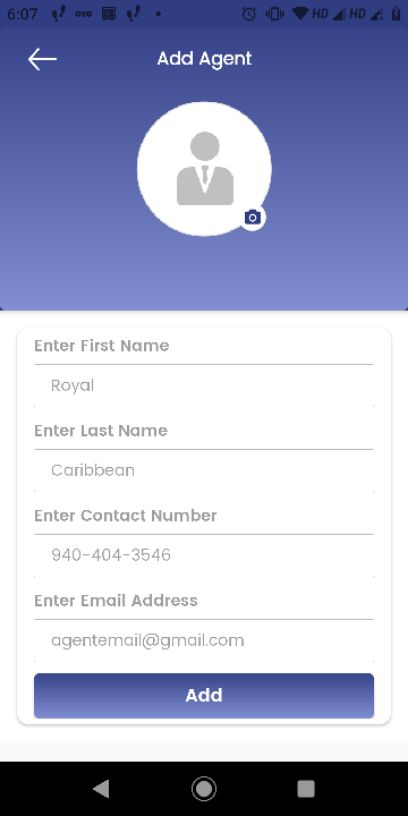 6:07 OYO HD HD
Add Agent
Enter First Name
Royal
Enter Last Name
Caribbean
Enter Contact Number
940-404-3546
Enter Email Address
agentemail@gmail.com
Add